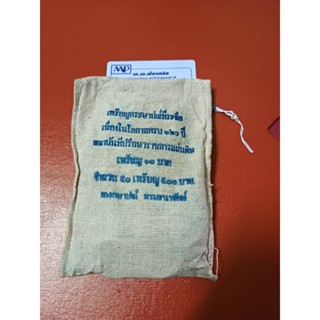 เหรียญกษาปณ์ที่ระลึก
เนื่องในโอกาสครบ ๑๒๐ ปี
สถาบันที่ปรึกษาราชการแผ่นดิน
เหรียญ ๑๐ บาท
จำนวน ๕๐ เหรียญ ๕๐๐ บาท
กองกษาปณ์ กรมธนารักษ์